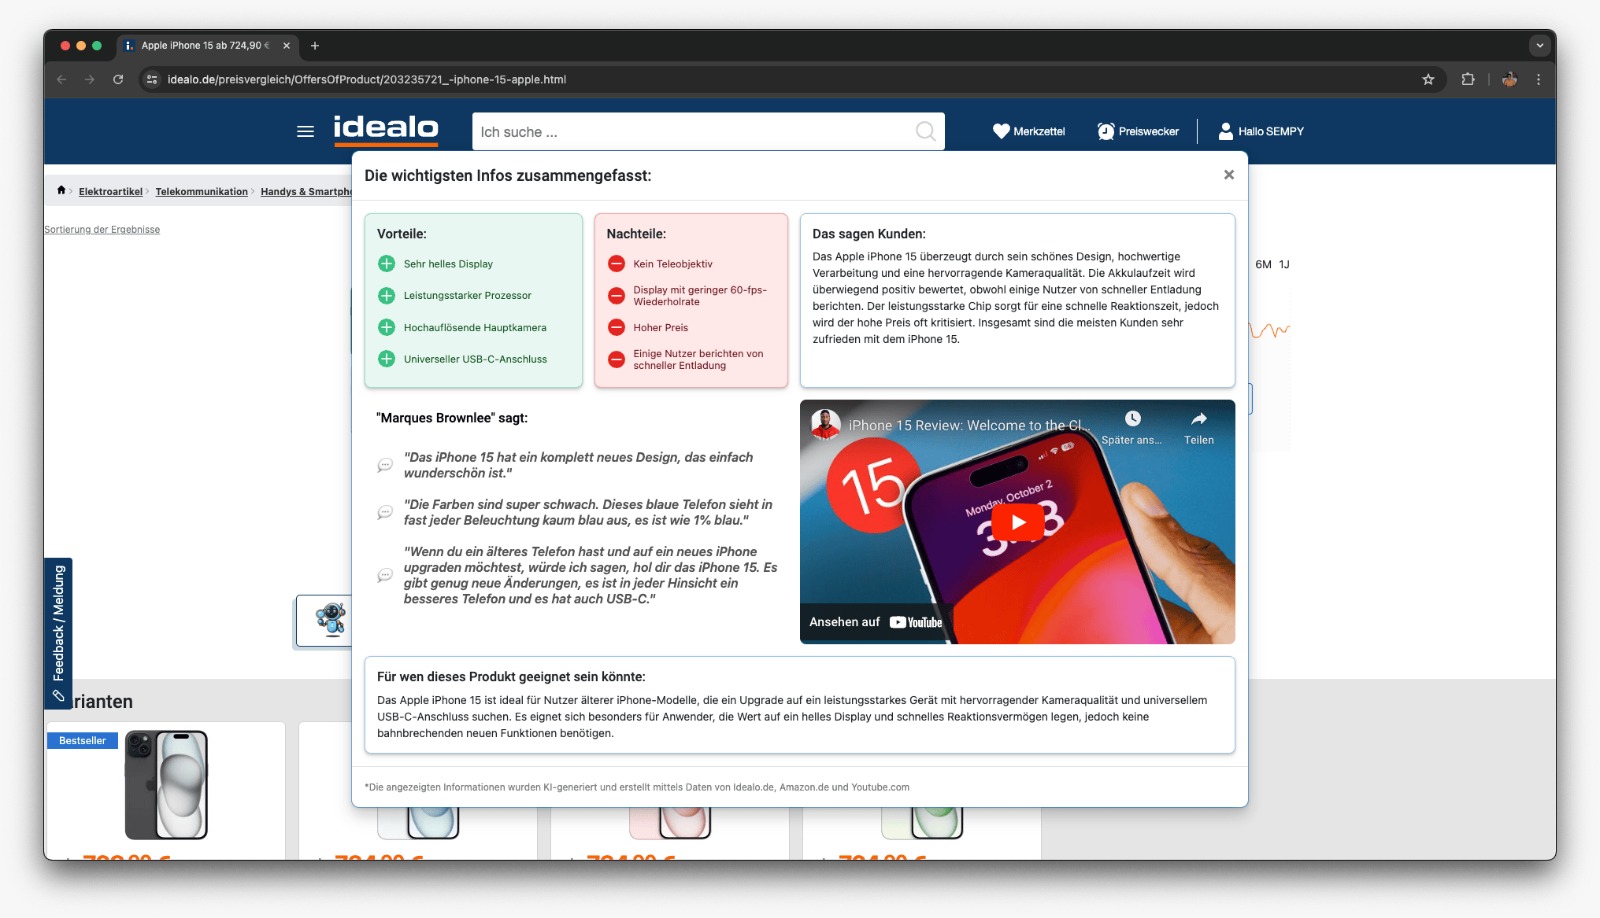 Apple iPhone 15 ab 724,90 €
idealo.de/preisvergleich/OffersOfProduct/203235721_-iphone-15-apple.html
idealo
Ich suche ...
Merkzettel
Preiswecker
Hallo SEMPY
Elektroartikel
Telekommunikation
Handys & Smartpho
Sortierung der Ergebnisse
Die wichtigsten Infos zusammengefasst:
Vorteile:
Sehr helles Display
Leistungsstarker Prozessor
Hochauflösende Hauptkamera
Universeller USB-C-Anschluss
Nachteile:
Kein Teleobjektiv
Display mit geringer 60-fps-
Wiederholrate
Hoher Preis
Einige Nutzer berichten von
schneller Entladung
Das sagen Kunden:
Das Apple iPhone 15 überzeugt durch sein schönes Design, hochwertige
Verarbeitung und eine hervorragende Kameraqualität. Die Akkulaufzeit wird
überwiegend positiv bewertet, obwohl einige Nutzer von schneller Entladung
berichten. Der leistungsstarke Chip sorgt für eine schnelle Reaktionszeit, jedoch
wird der hohe Preis oft kritisiert. Insgesamt sind die meisten Kunden sehr
zufrieden mit dem iPhone 15.
6M 1J
"Marques Brownlee" sagt:
"Das iPhone 15 hat ein komplett neues Design, das einfach
wunderschön ist."
"Die Farben sind super schwach. Dieses blaue Telefon sieht in
fast jeder Beleuchtung kaum blau aus, es ist wie 1% blau."
"Wenn du ein älteres Telefon hast und auf ein neues iPhone
upgraden möchtest, würde ich sagen, hol dir das iPhone 15. Es
gibt genug neue Änderungen, es ist in jeder Hinsicht ein
besseres Telefon und es hat auch USB-C."
iPhone 15 Review: Welcome to the Cl...
Später ans...
Teilen
15
Monday, October 2
Ansehen auf YouTube
Feedback / Meldung
Für wen dieses Produkt geeignet sein könnte:
Das Apple iPhone 15 ist ideal für Nutzer älterer iPhone-Modelle, die ein Upgrade auf ein leistungsstarkes Gerät mit hervorragender Kameraqualität und universellem
USB-C-Anschluss suchen. Es eignet sich besonders für Anwender, die Wert auf ein helles Display und schnelles Reaktionsvermögen legen, jedoch keine
bahnbrechenden neuen Funktionen benötigen.
*Die angezeigten Informationen wurden KI-generiert und erstellt mittels Daten von Idealo.de, Amazon.de und Youtube.com
arianten
Bestseller